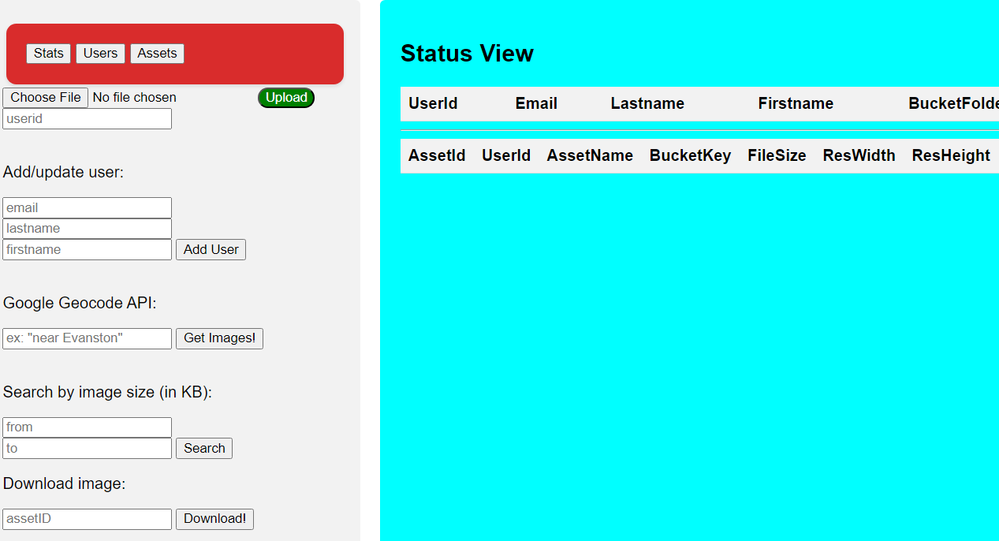 Stats Users Assets
Choose File No file chosen Upload
userid
Add/update user:
email
lastname
firstname Add User
Google Geocode API:
ex: "near Evanston" Get Images!
Search by image size (in KB):
from
to Search
Download image:
assetID Download!
Status View
UserId Email Lastname Firstname BucketFolde
AssetId UserId AssetName BucketKey FileSize ResWidth ResHeight